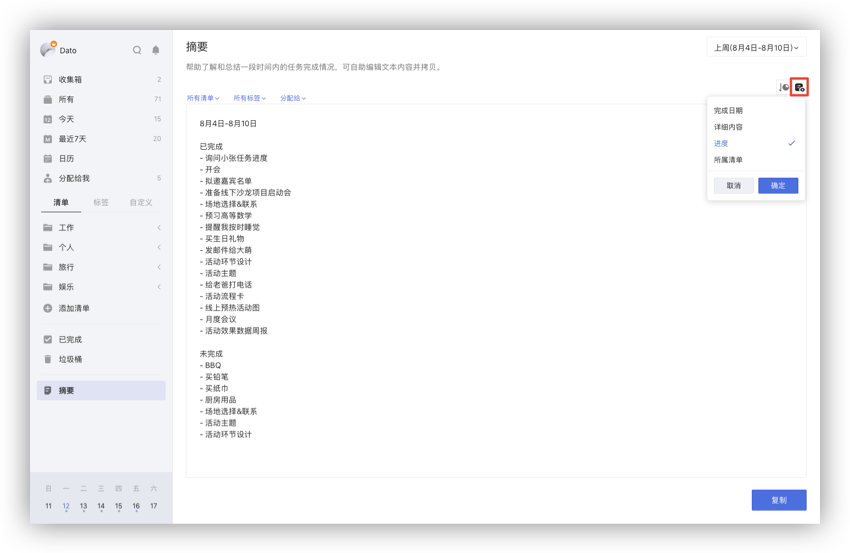 Dato
收集箱 2
所有 71
今天 15
最近7天 20
日历
分配给我 5
清单 标签 自定义
工作
个人
旅行
娱乐
添加清单
已完成
垃圾桶
摘要
日 一 二 三 四 五 六
11 12 13 14 15 16 17
摘要
上周(8月4日-8月10日)
帮助了解和总结一段时间内的任务完成情况，可自助编辑文本内容并拷贝。
所有清单 所有标签 分配给
8月4日-8月10日
已完成
- 询问小张任务进度
- 开会
- 拟邀嘉宾名单
- 准备线下沙龙项目启动会
- 场地选择&联系
- 预习高等数学
- 提醒我按时睡觉
- 买生日礼物
- 发邮件给大萌
- 活动环节设计
- 活动主题
- 给老爸打电话
- 活动流程卡
- 线上预热活动图
- 月度会议
- 活动效果数据周报
未完成
- BBQ
- 买铅笔
- 买纸巾
- 厨房用品
- 场地选择&联系
- 活动主题
- 活动环节设计
完成日期
详细内容
进度
所属清单
取消 确定
复制